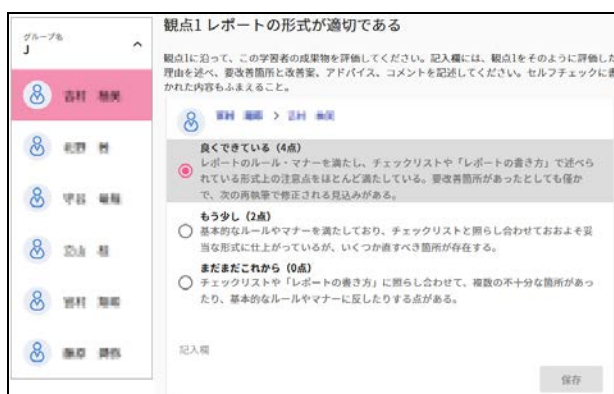 グループ名
J
観点1 レポートの形式が適切である
観点1に沿って、この学習者の成果物を評価してください。記入欄には、観点1をそのように評価した
理由を述べ、要改善箇所と改善案、アドバイス、コメントを記述してください。セルフチェックに書
かれた内容もふまえること。
良くできている (4点)
レポートのルール・マナーを満たし、チェックリストや「レポートの書き方」で述べら
れている形式上の注意点をほとんど満たしている。要改善箇所があったとしても僅か
で、次の再執筆で修正される見込みがある。
もう少し (2点)
基本的なルールやマナーを満たしており、チェックリストと照らし合わせておおよそ妥
当な形式に仕上がっているが、いくつか直すべき箇所が存在する。
まだまだこれから (0点)
チェックリストや「レポートの書き方」に照らし合わせて、複数の不十分な箇所があっ
たり、基本的なルールやマナーに反したりする点がある。
記入欄
保存